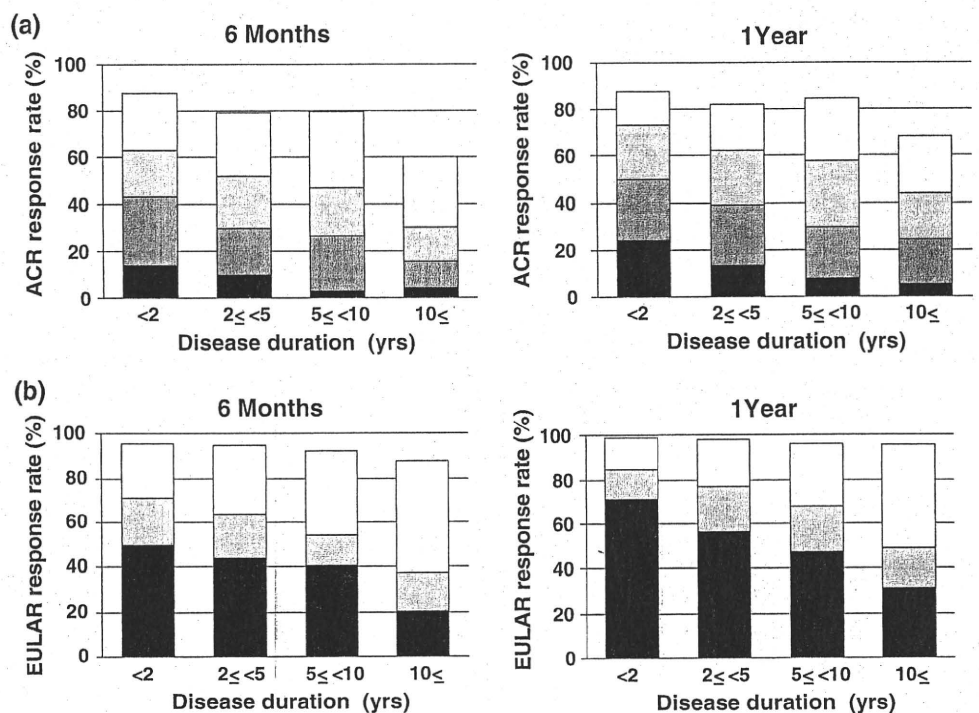 (a)
6 Months
ACR response rate (%)
100
80
60
40
20
0
<2
2≤ <5
5≤ <10
10≤
Disease duration (yrs)
1Year
ACR response rate (%)
100
80
60
40
20
0
<2
2≤ <5
5≤ <10
10≤
Disease duration (yrs)
(b)
6 Months
EULAR response rate (%)
100
80
60
40
20
0
<2
2≤ <5
5≤ <10
10≤
Disease duration (yrs)
1Year
EULAR response rate (%)
100
80
60
40
20
0
<2
2≤ <5
5≤ <10
10≤
Disease duration (yrs)